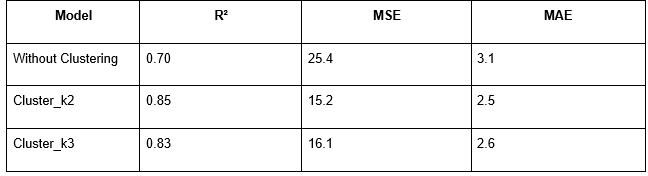 Model R² MSE MAE
Without Clustering 0.70 25.4 3.1
Cluster_k2 0.85 15.2 2.5
Cluster_k3 0.83 16.1 2.6